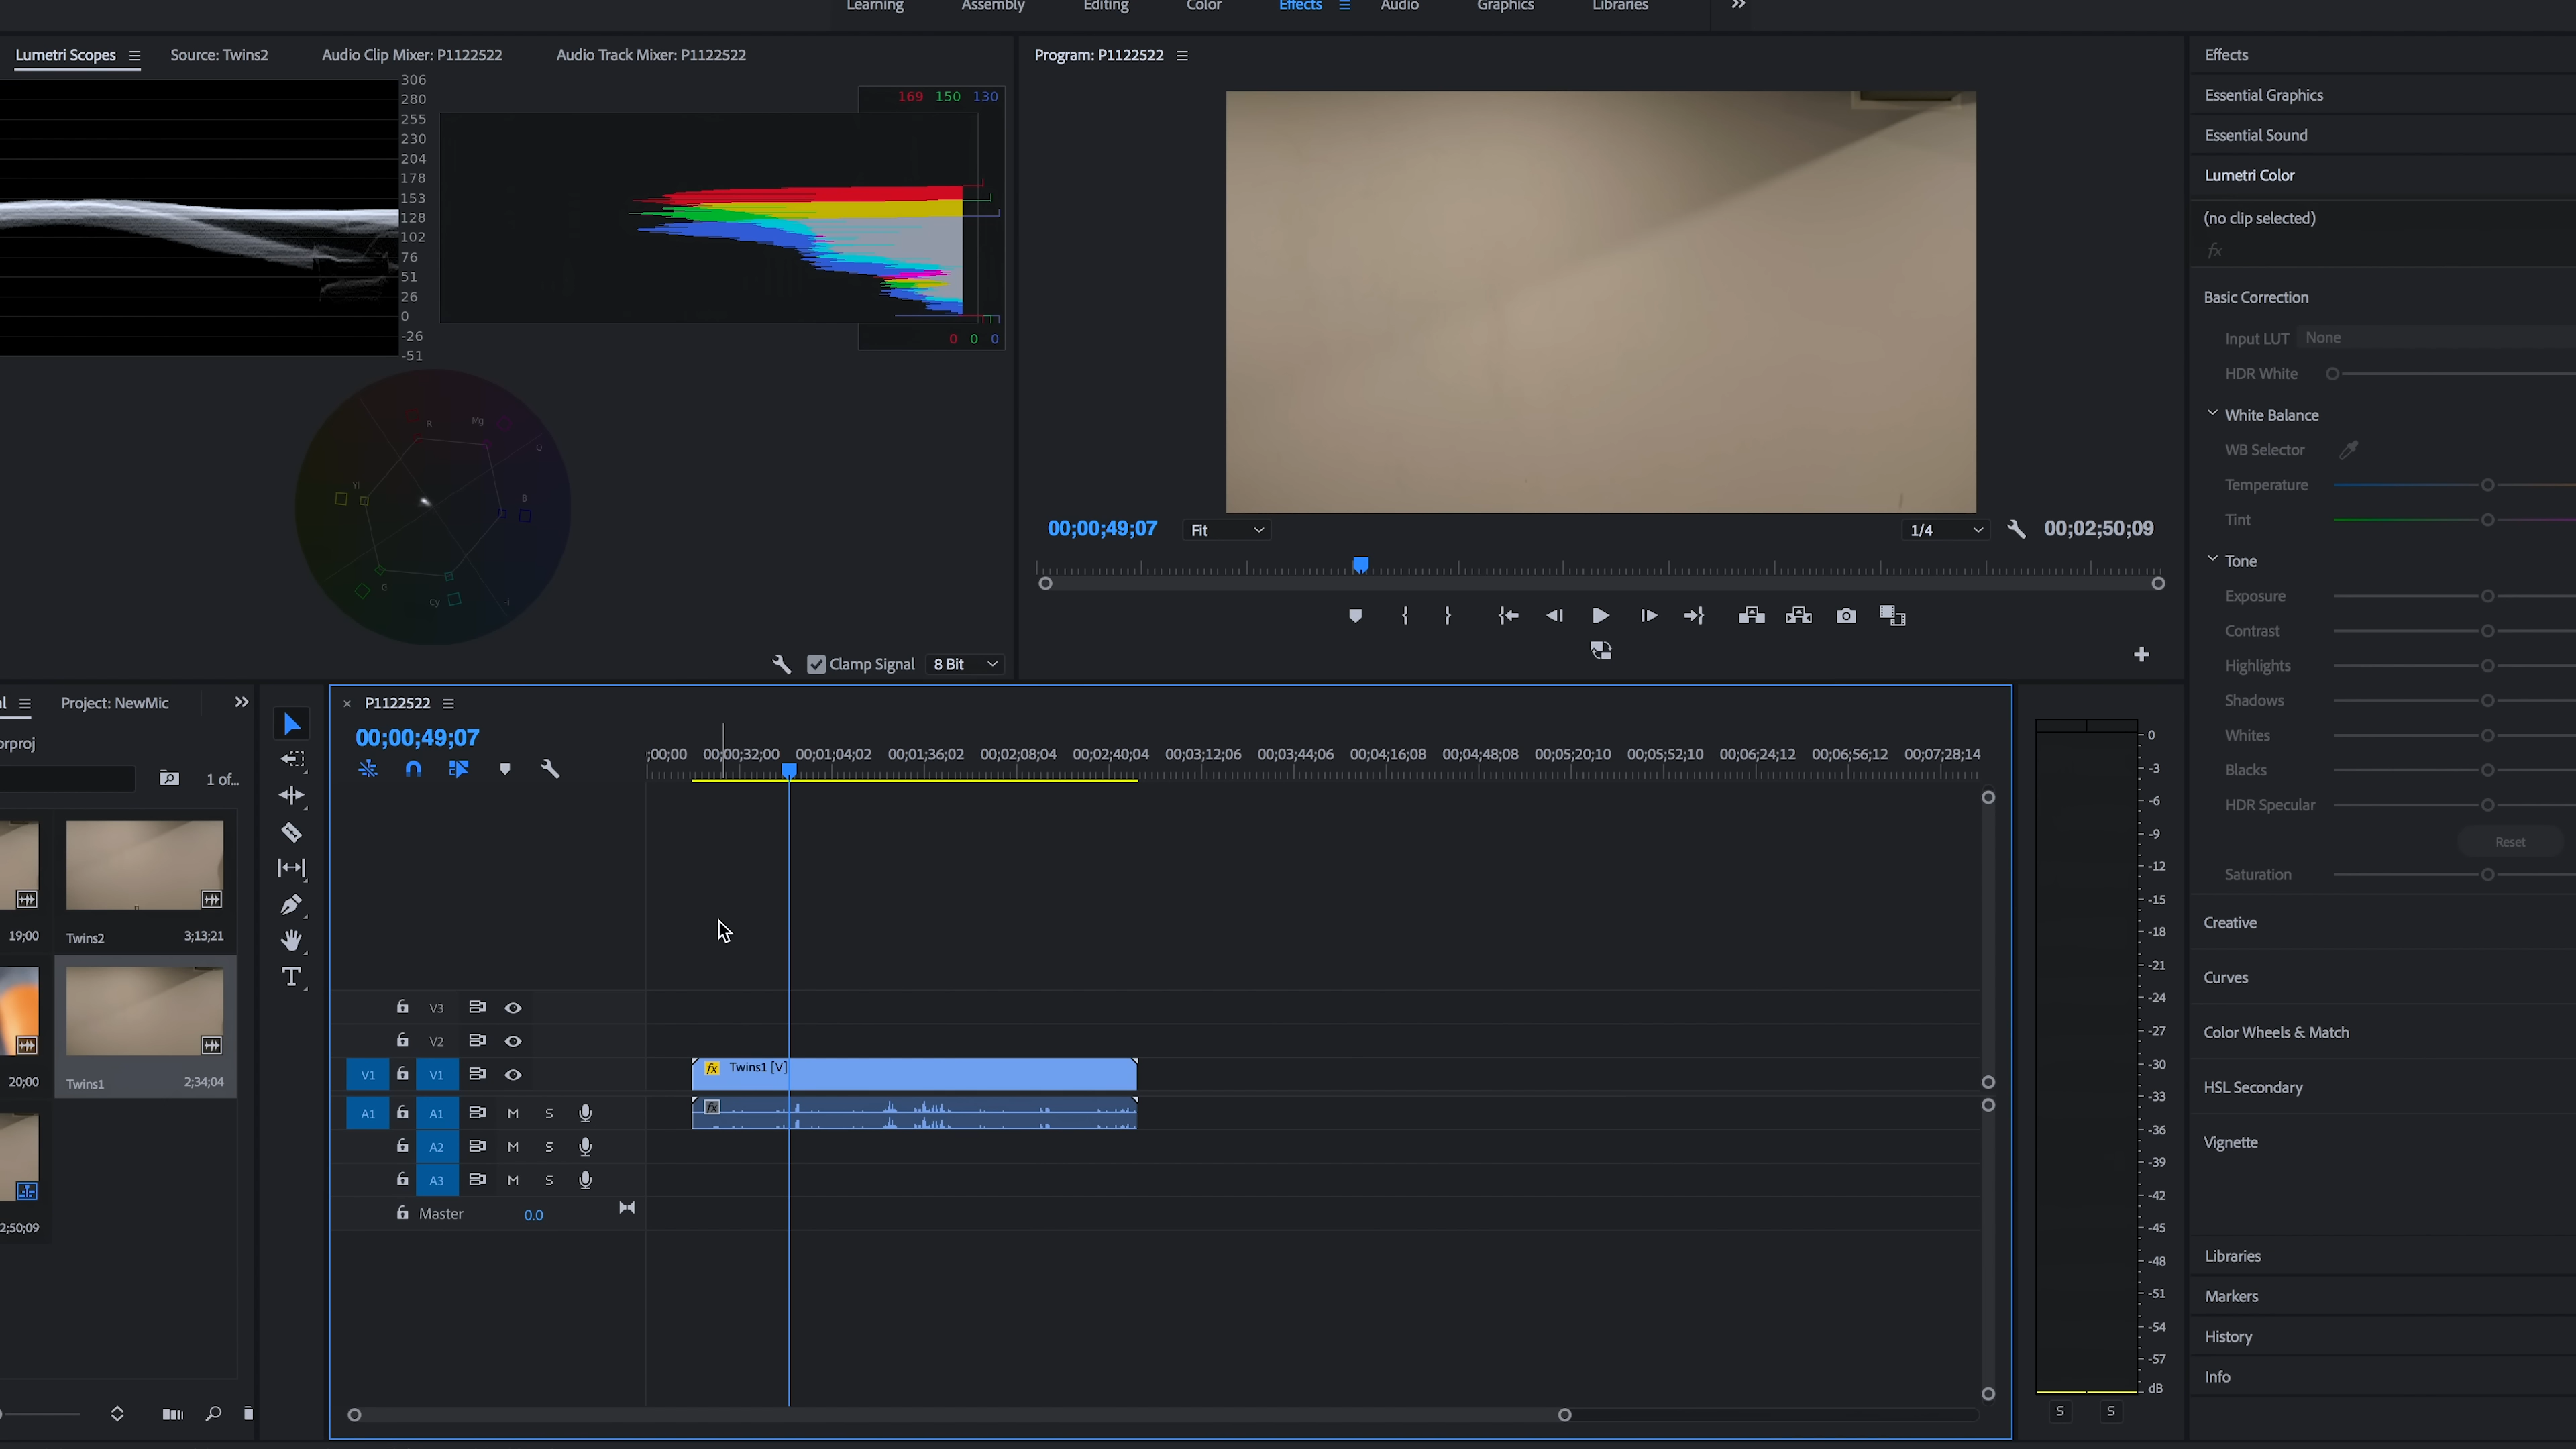 Learning Assembly Editing Color Effects Audio Graphics Libraries
Lumetri Scopes Source: Twins2 Audio Clip Mixer: P1122522 Audio Track Mixer: P1122522
306
280
255
230
204
178
153
128
102
76
51
26
0
-26
-51
169 150 130
0 0 0
R Mg Q B -I Cy G Yl
Clamp Signal 8 Bit
Program: P1122522
00;00;49;07 Fit 1/4 00;02;50;09
Effects
Essential Graphics
Essential Sound
Lumetri Color
(no clip selected)
fx
Basic Correction
Input LUT None
HDR White
White Balance
WB Selector
Temperature
Tint
Tone
Exposure
Contrast
Highlights
Shadows
Whites
Blacks
HDR Specular
Reset
Saturation
Creative
Curves
Color Wheels & Match
HSL Secondary
Vignette
Libraries
Markers
History
Info
Project: NewMic
orproj
1 of...
19;00 Twins2 3;13;21
20;00 Twins1 2;34;04
2;50;09
T
× P1122522
00;00;49;07
;00;00 00;00;32;00 00;01;04;02 00;01;36;02 00;02;08;04 00;02;40;04 00;03;12;06 00;03;44;06 00;04;16;08 00;04;48;08 00;05;20;10 00;05;52;10 00;06;24;12 00;06;56;12 00;07;28;14
V3
V2
V1 V1 fx Twins1 [V]
A1 A1 M S fx
A2 M S
A3 M S
Master 0.0
0
-3
-6
-9
-12
-15
-18
-21
-24
-27
-30
-33
-36
-39
-42
-45
-48
-51
-54
-57
dB
S S